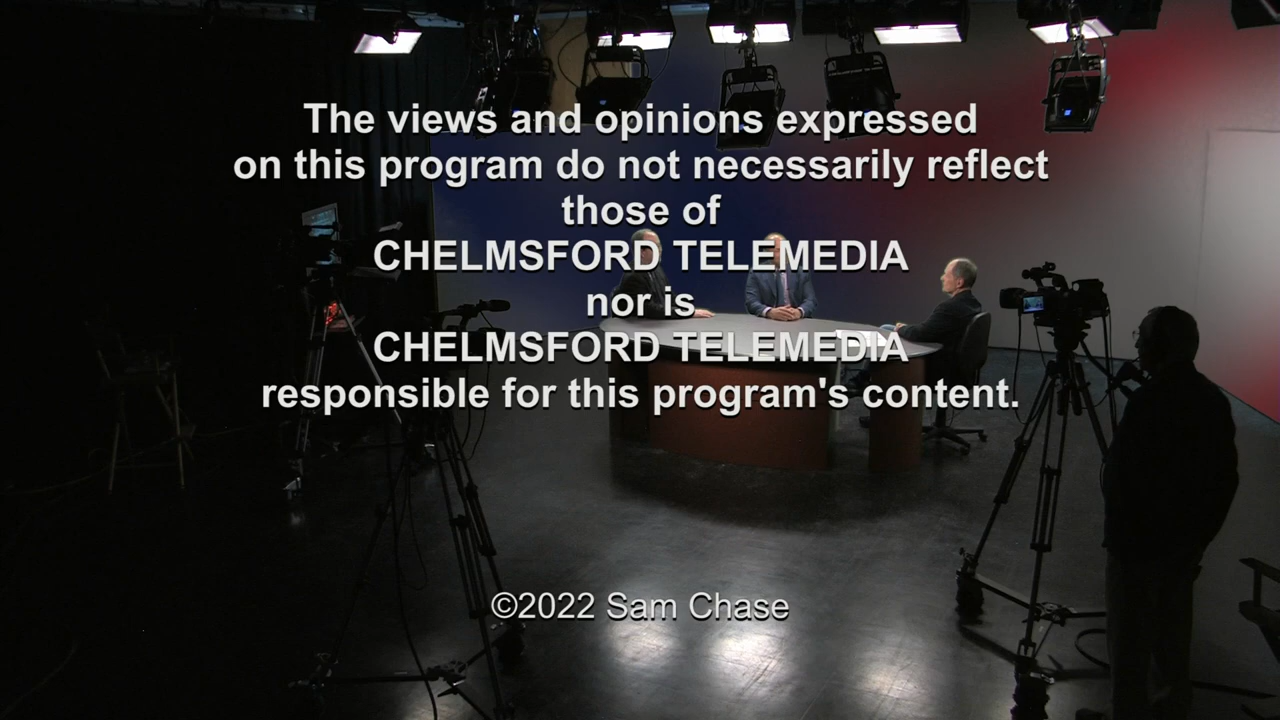 The views and opinions expressed
on this program do not necessarily reflect
those of
CHELMSFORD TELEMEDIA
nor is
CHELMSFORD TELEMEDIA
responsible for this program's content.
©2022 Sam Chase